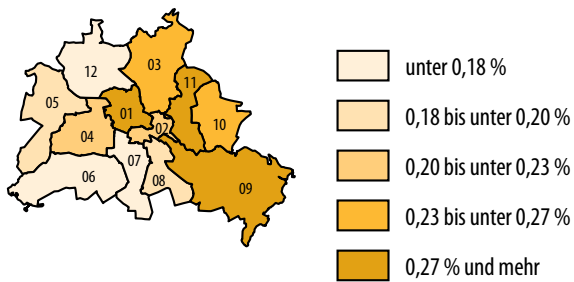 03
12
11
05
01
10
02
04
07
06
08
09
unter 0,18 %
0,18 bis unter 0,20 %
0,20 bis unter 0,23 %
0,23 bis unter 0,27 %
0,27 % und mehr